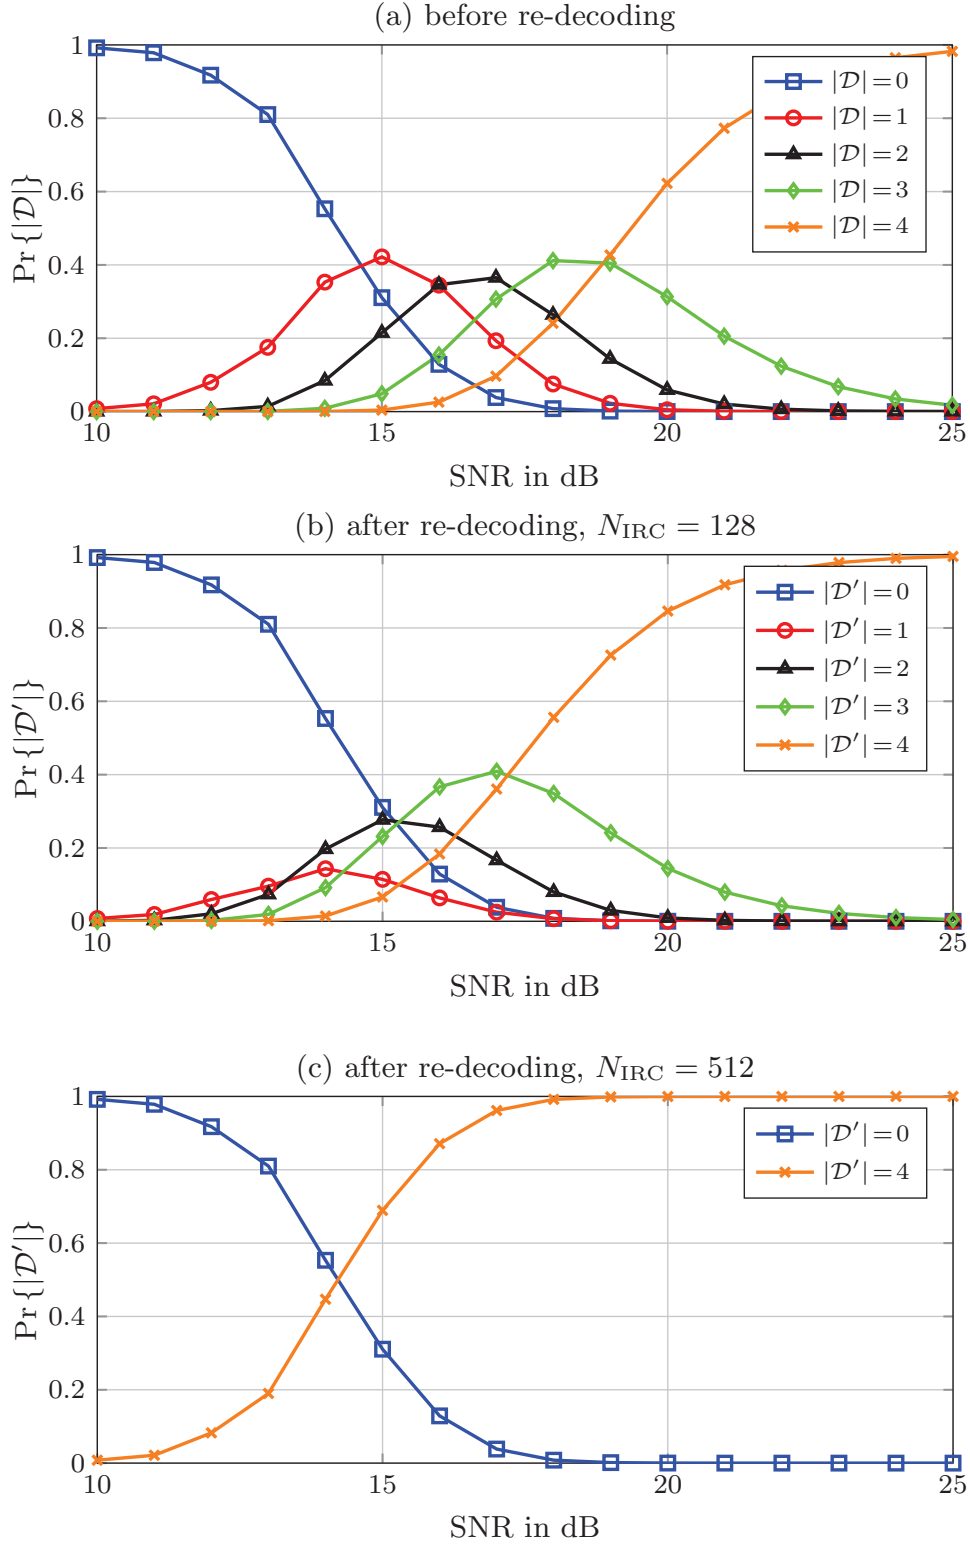 (a) before re-decoding
1
0.8
0.6
0.4
0.2
0
Pr{|𝒟|}
|𝒟|=0
|𝒟|=1
|𝒟|=2
|𝒟|=3
|𝒟|=4
10 15 20 25
SNR in dB
(b) after re-decoding, N_IRC = 128
1
0.8
0.6
0.4
0.2
0
Pr{|𝒟′|}
|𝒟′|=0
|𝒟′|=1
|𝒟′|=2
|𝒟′|=3
|𝒟′|=4
10 15 20 25
SNR in dB
(c) after re-decoding, N_IRC = 512
1
0.8
0.6
0.4
0.2
0
Pr{|𝒟′|}
|𝒟′|=0
|𝒟′|=4
10 15 20 25
SNR in dB